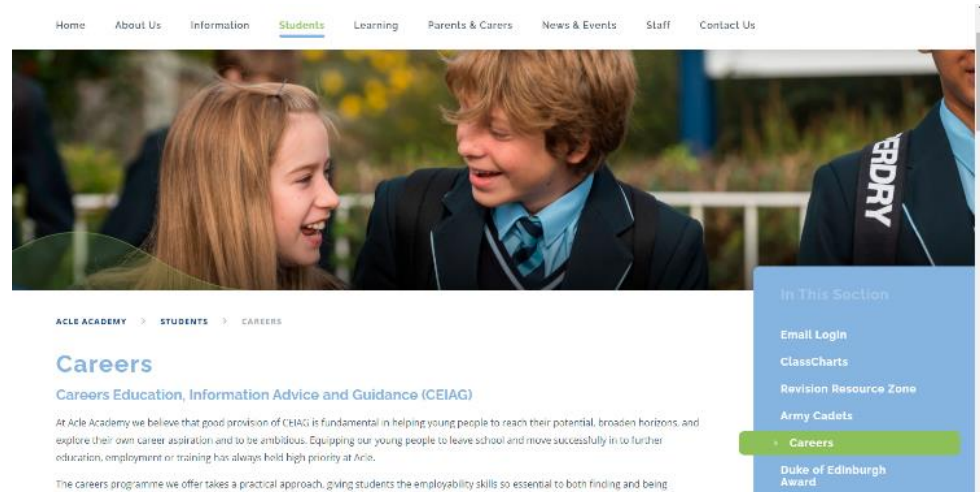 Home About Us Information Students Learning Parents & Carers News & Events Staff Contact Us
ERDRY
In This Section
Email Login
ClassCharts
Revision Resource Zone
Army Cadets
› Careers
Duke of Edinburgh
Award
ACLE ACADEMY > STUDENTS > CAREERS
Careers
Careers Education, Information Advice and Guidance (CEIAG)
At Acle Academy we believe that good provision of CEIAG is fundamental in helping young people to reach their potential, broaden horizons, and
explore their own career aspiration and to be ambitious. Equipping our young people to leave school and move successfully in to further
education, employment or training has always held high priority at Acle.
The careers programme we offer takes a practical approach, giving students the employability skills so essential to both finding and being